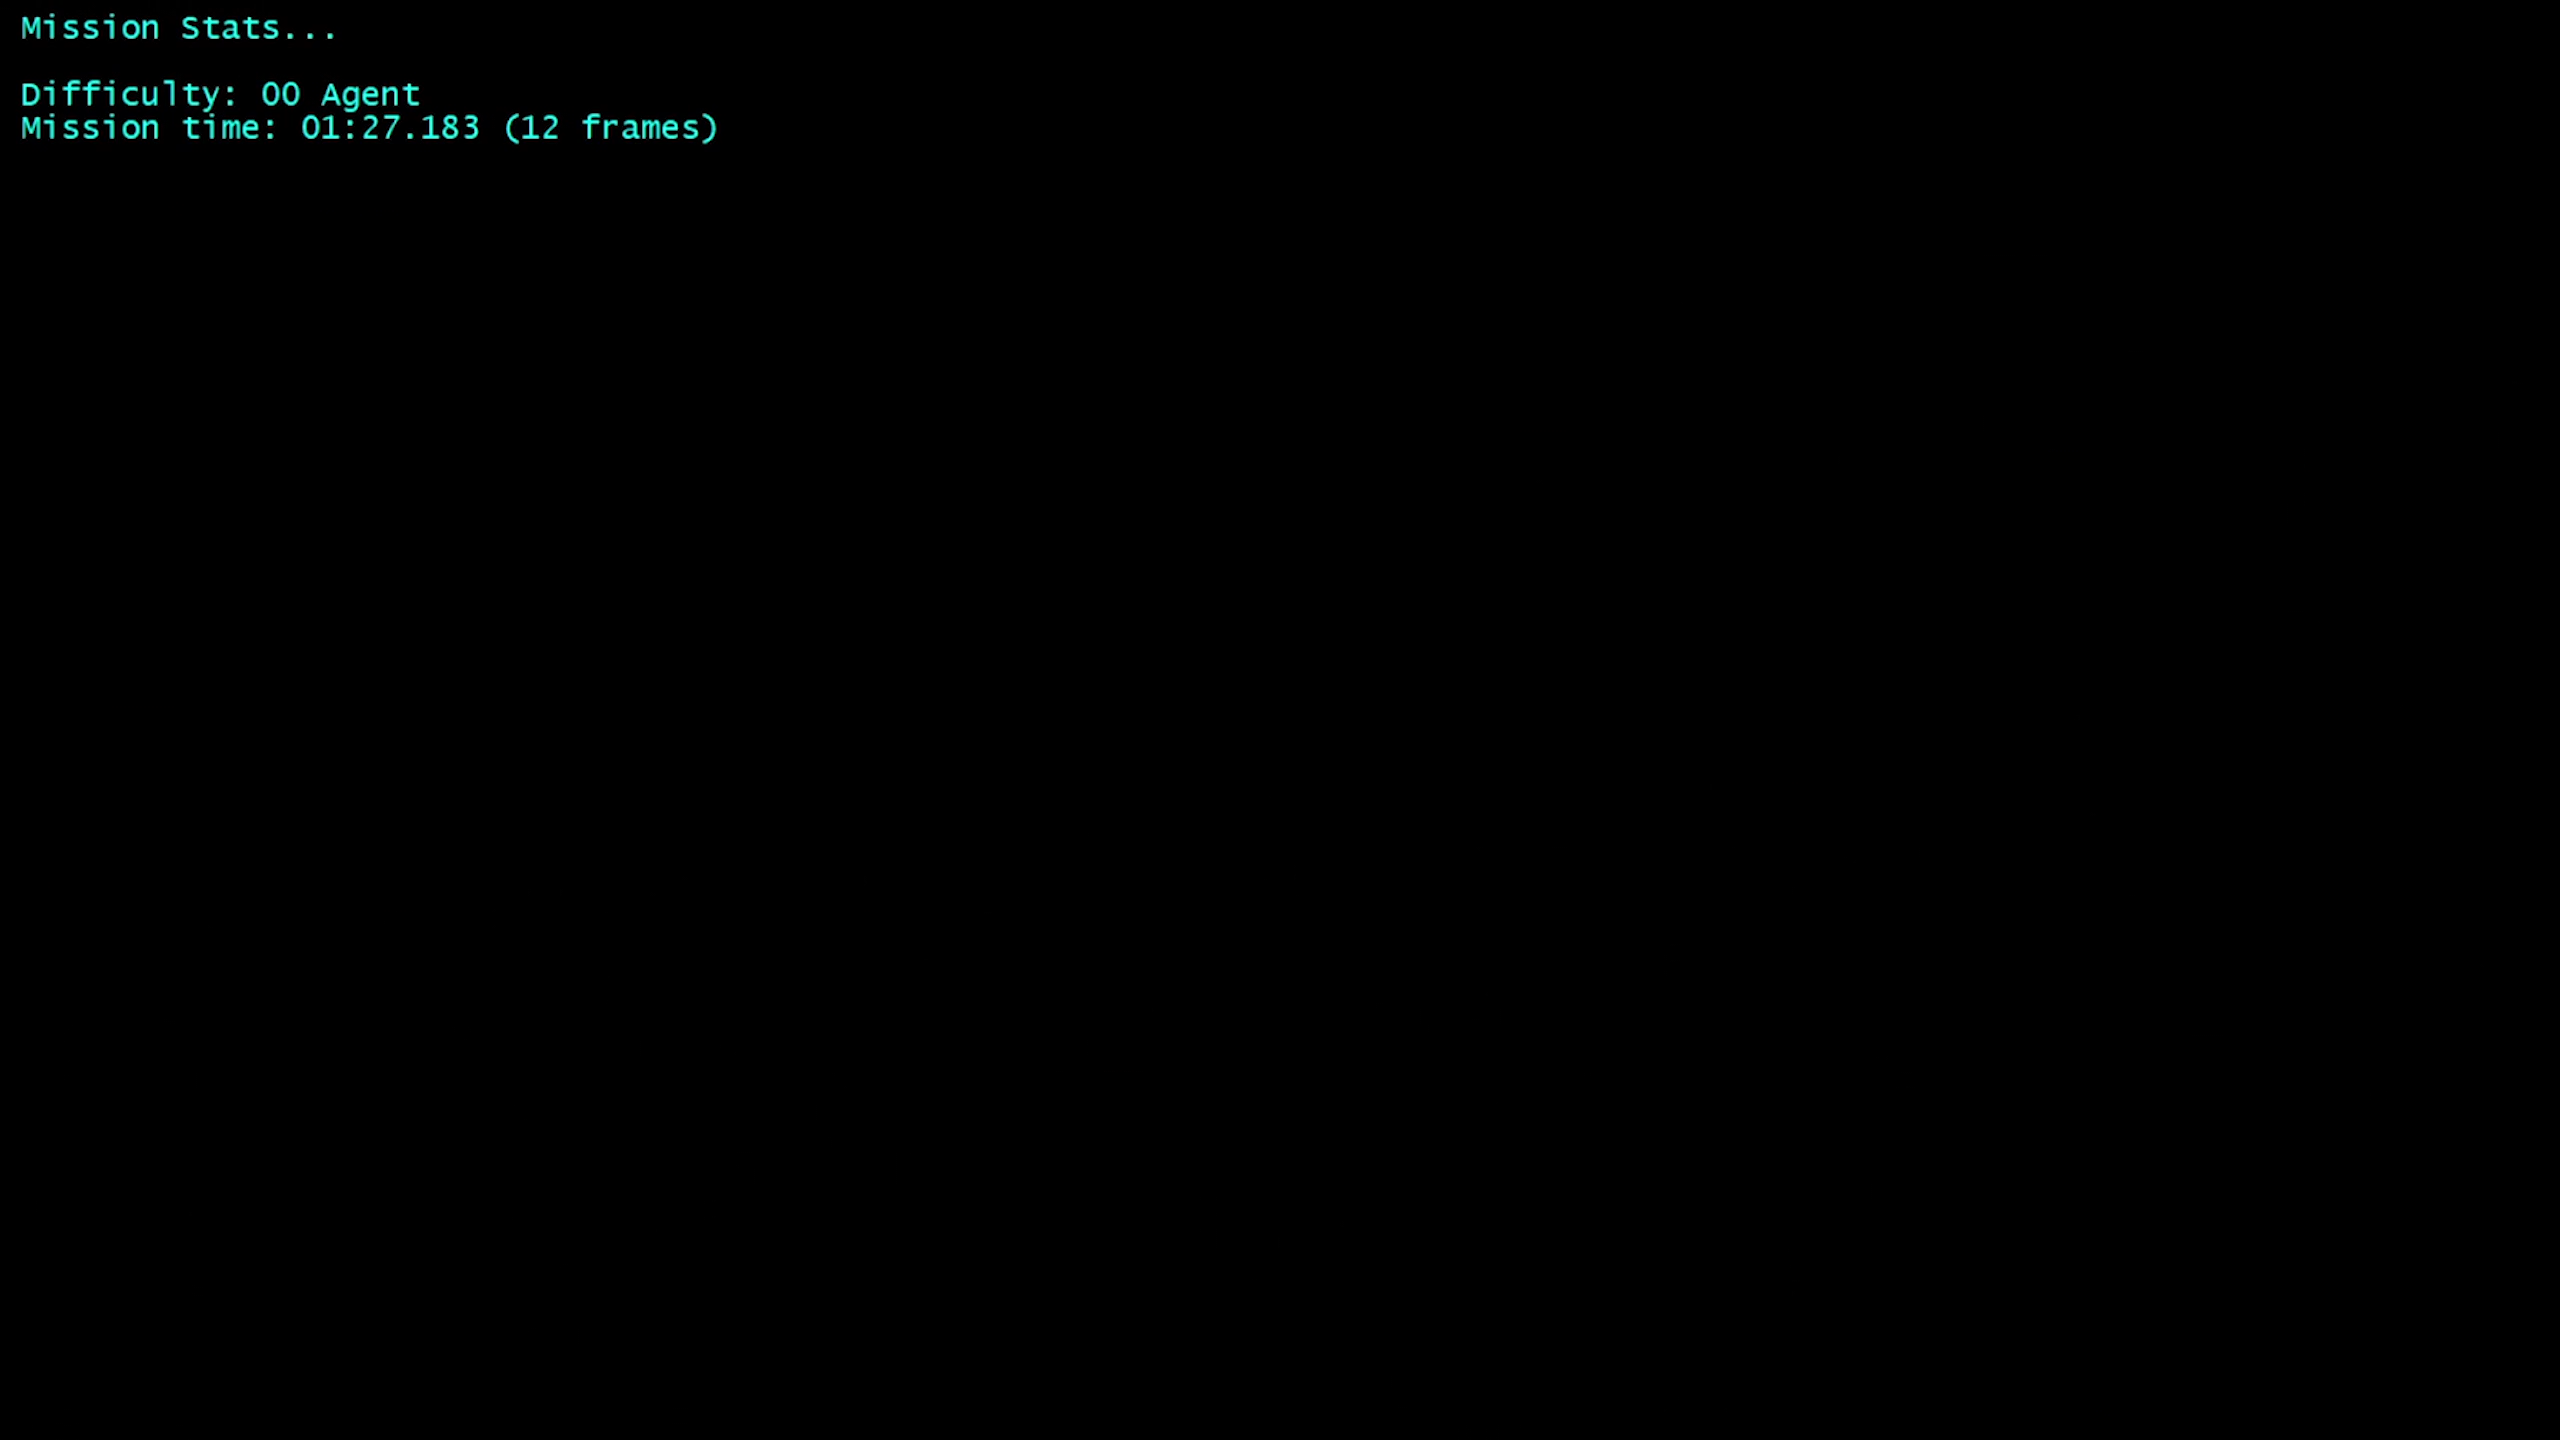 Mission Stats...
Difficulty: 00 Agent
Mission time: 01:27.183 (12 frames)